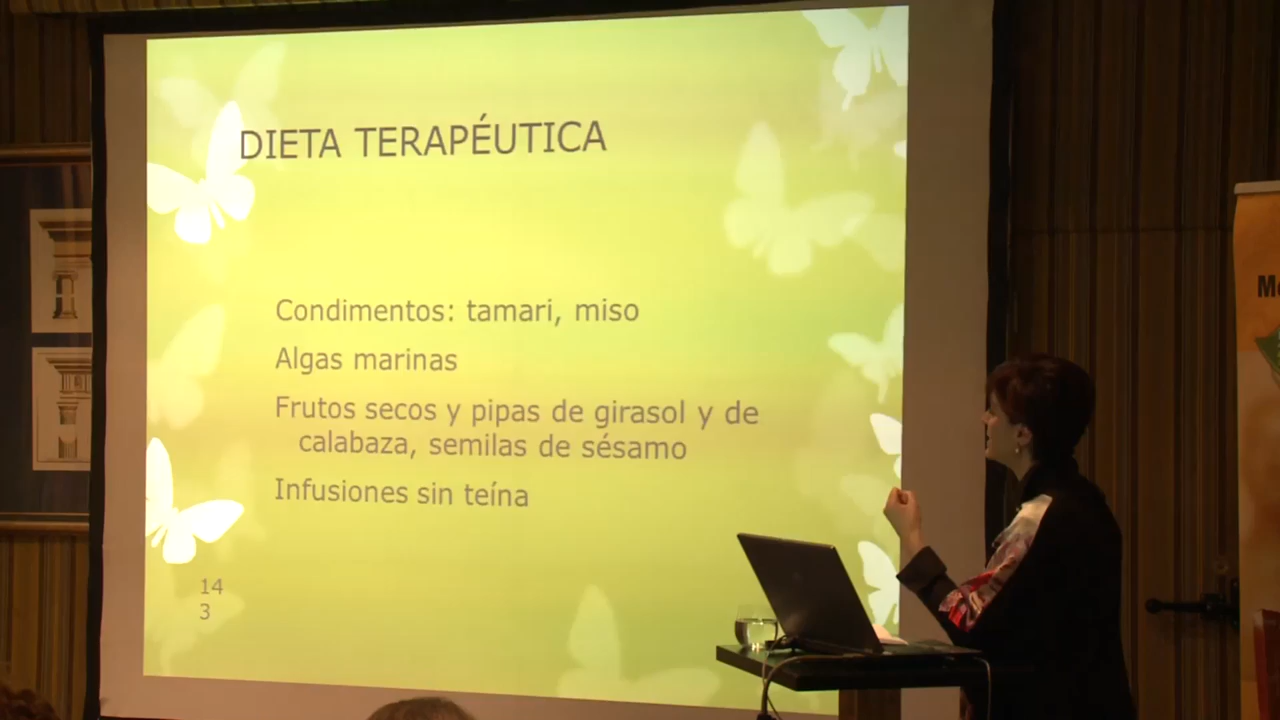 DIETA TERAPÉUTICA
Condimentos: tamari, miso
Algas marinas
Frutos secos y pipas de girasol y de
calabaza, semilas de sésamo
Infusiones sin teína
14
3